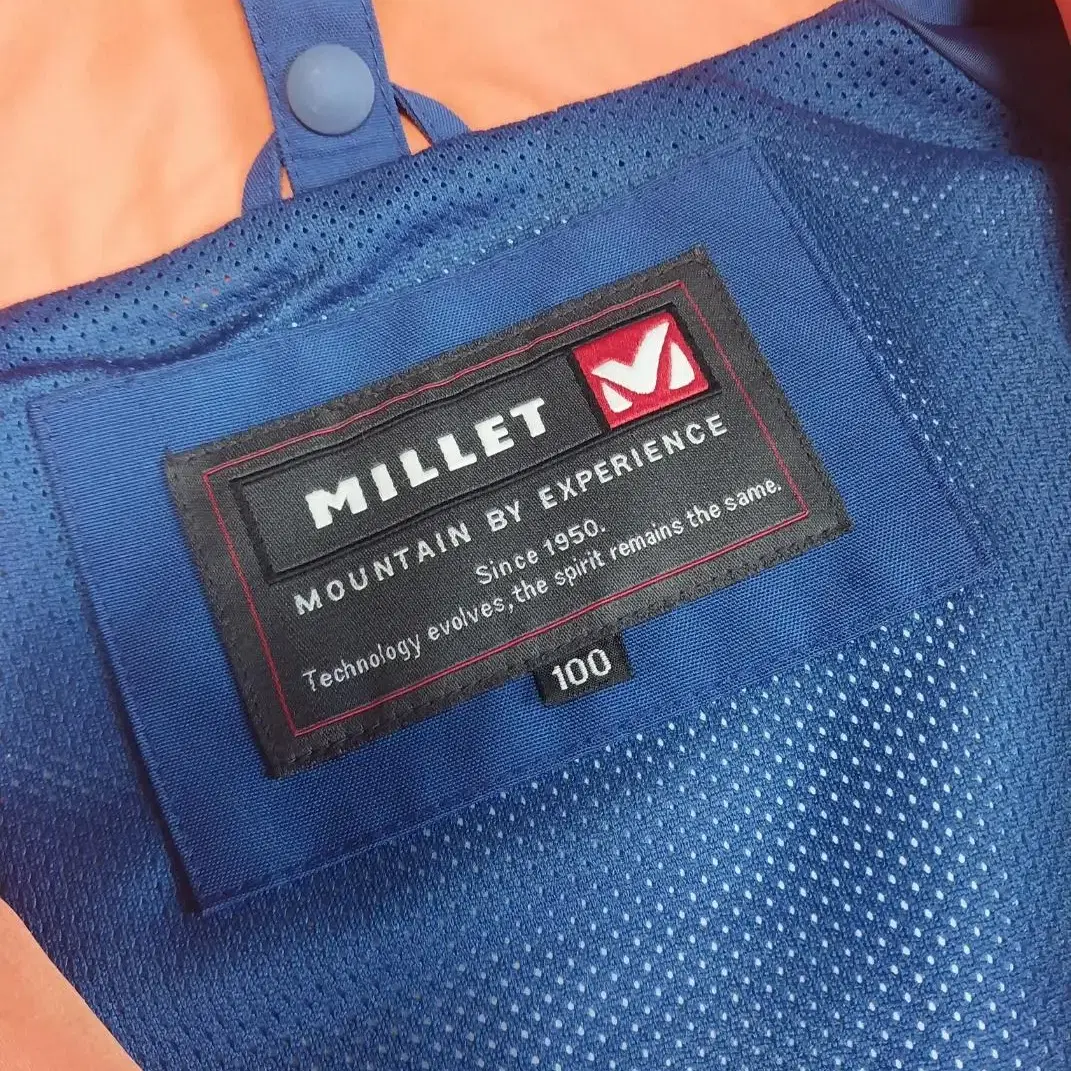 MILLET
MOUNTAIN BY EXPERIENCE
Since 1950.
Technology evolves, the spirit remains the same.
100